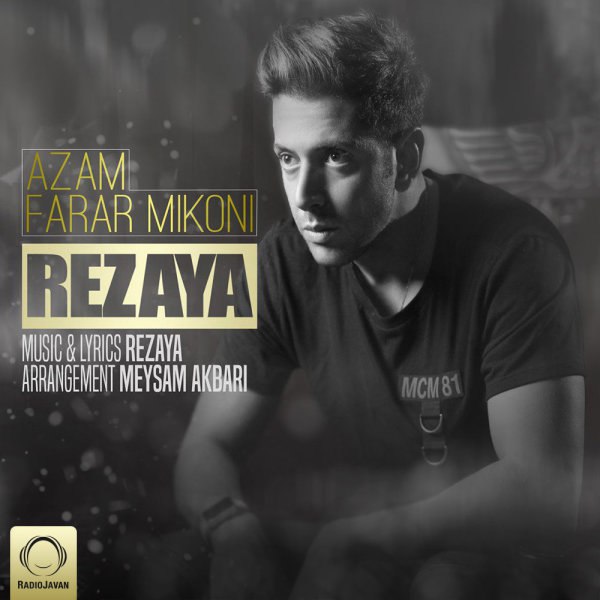 AZAM
FARAR MIKONI
REZAYA
MUSIC & LYRICS REZAYA
ARRANGEMENT MEYSAM AKBARI
MCM 81
RADIOJAVAN